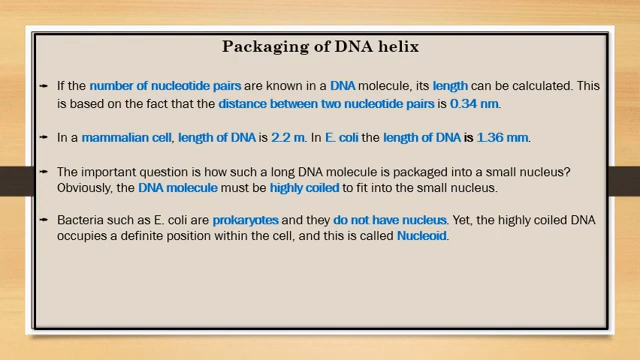 Packaging of DNA helix
If the number of nucleotide pairs are known in a DNA molecule, its length can be calculated. This
is based on the fact that the distance between two nucleotide pairs is 0.34 nm.
In a mammalian cell, length of DNA is 2.2 m. In E. coli the length of DNA is 1.36 mm.
The important question is how such a long DNA molecule is packaged into a small nucleus?
Obviously, the DNA molecule must be highly coiled to fit into the small nucleus.
Bacteria such as E. coli are prokaryotes and they do not have nucleus. Yet, the highly coiled DNA
occupies a definite position within the cell, and this is called Nucleoid.